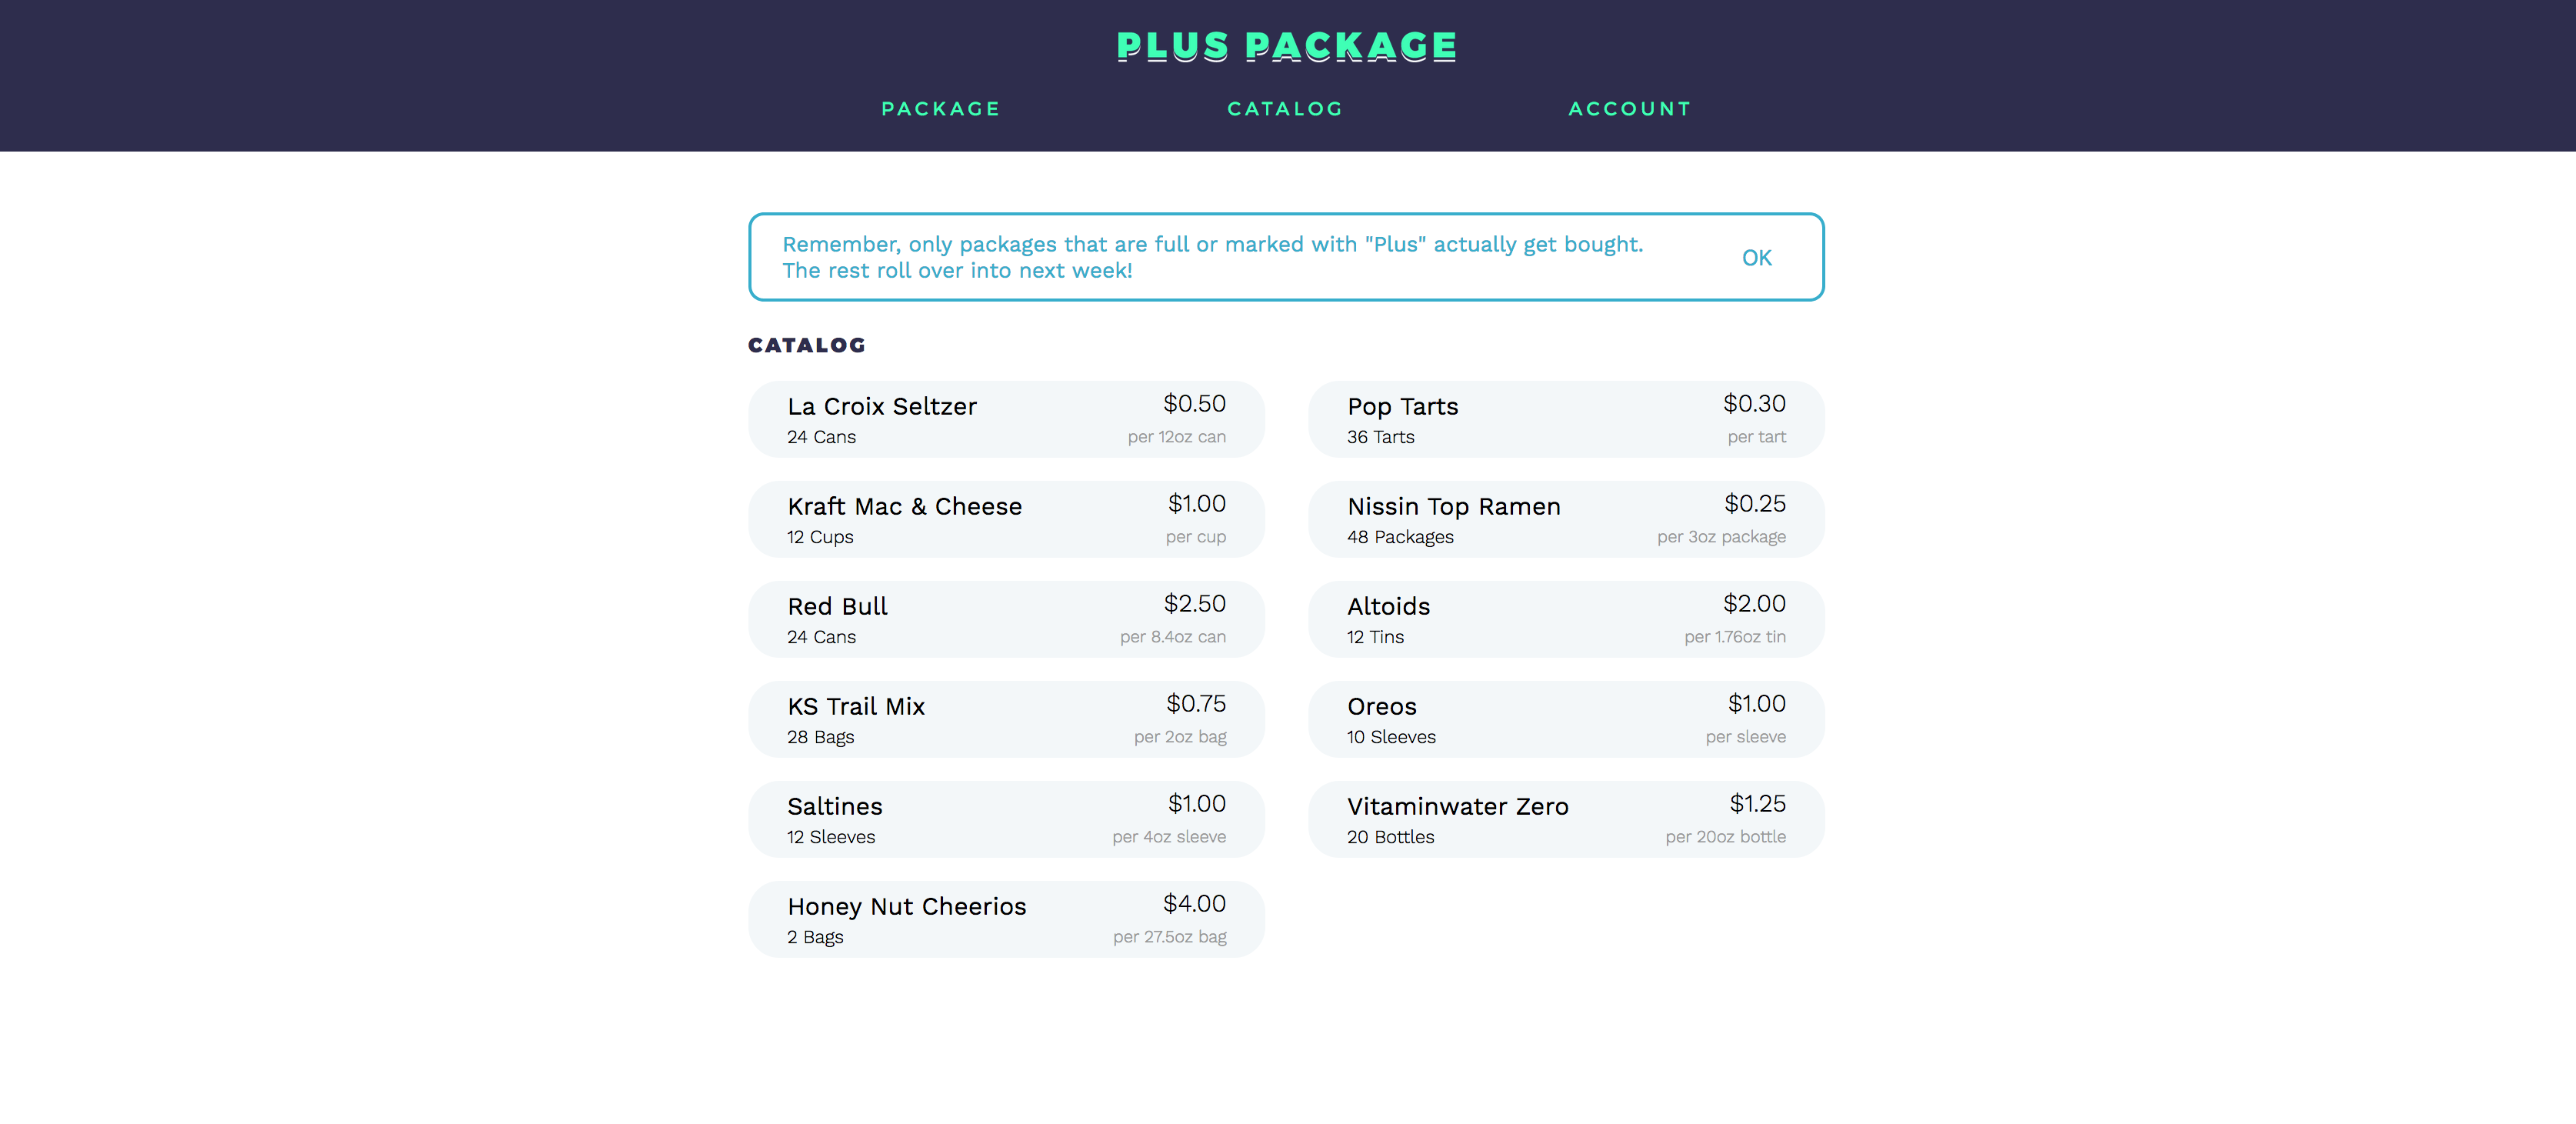 PLUS PACKAGE
PACKAGE CATALOG ACCOUNT
Remember, only packages that are full or marked with "Plus" actually get bought.
The rest roll over into next week!
OK
CATALOG
La Croix Seltzer $0.50
24 Cans per 12oz can
Pop Tarts $0.30
36 Tarts per tart
Kraft Mac & Cheese $1.00
12 Cups per cup
Nissin Top Ramen $0.25
48 Packages per 3oz package
Red Bull $2.50
24 Cans per 8.4oz can
Altoids $2.00
12 Tins per 1.76oz tin
KS Trail Mix $0.75
28 Bags per 2oz bag
Oreos $1.00
10 Sleeves per sleeve
Saltines $1.00
12 Sleeves per 4oz sleeve
Vitaminwater Zero $1.25
20 Bottles per 20oz bottle
Honey Nut Cheerios $4.00
2 Bags per 27.5oz bag